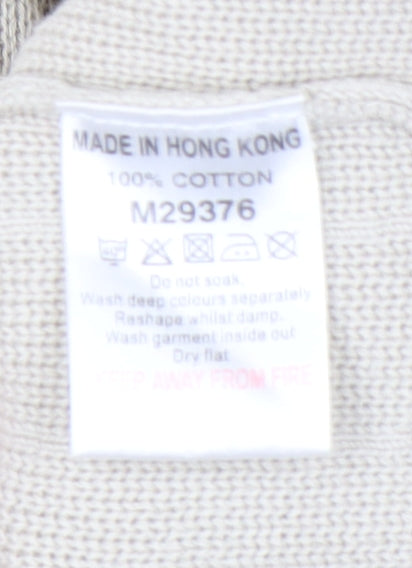 MADE IN HONG KONG
100% COTTON
M29376
Do not soak.
Wash deep colours separately
Reshape whilst damp.
Wash garment inside out
Dry flat
KEEP AWAY FROM FIRE